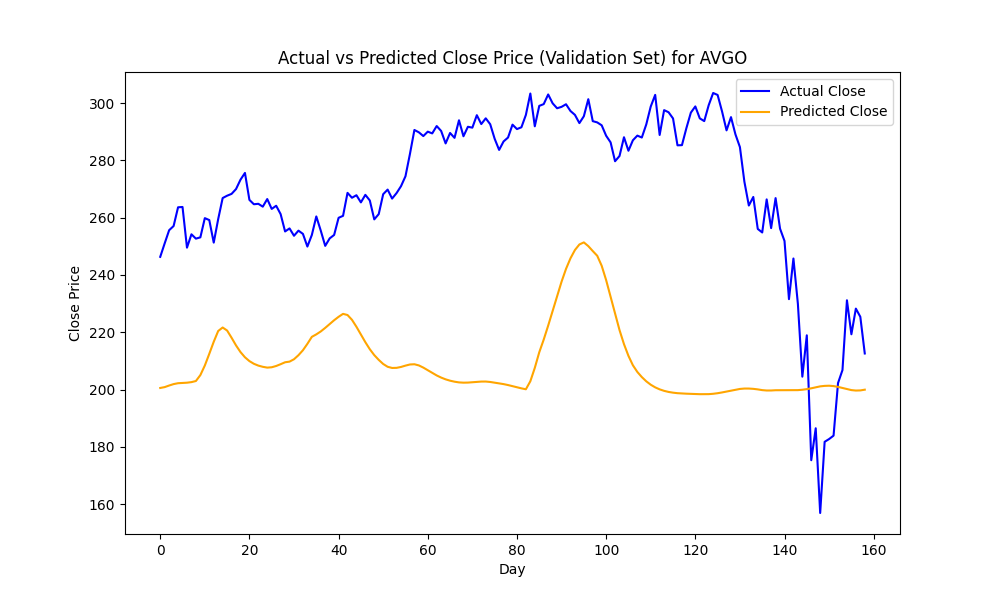 Actual vs Predicted Close Price (Validation Set) for AVGO
Actual Close
Predicted Close
Close Price
300
280
260
240
220
200
180
160
0 20 40 60 80 100 120 140 160
Day